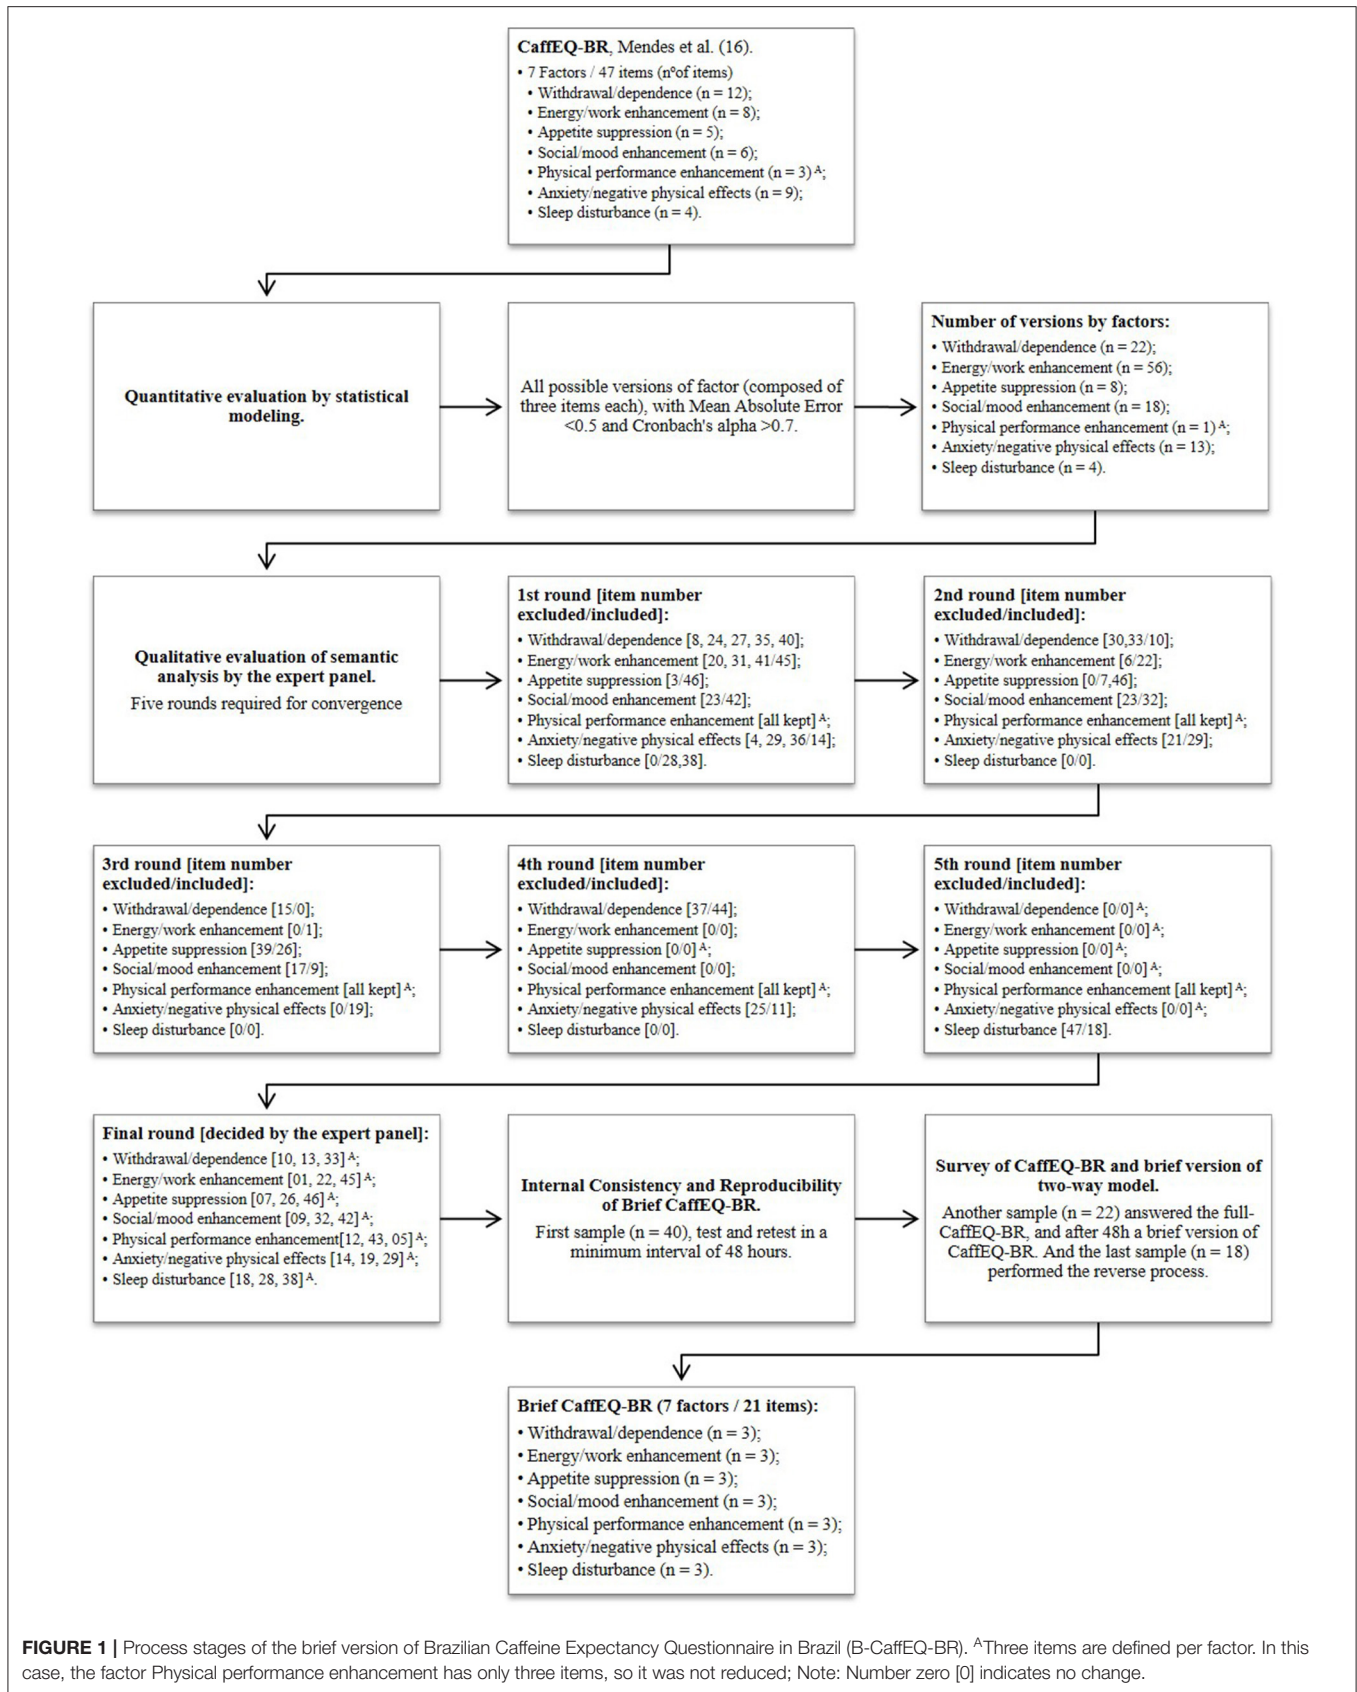 CaffEQ-BR, Mendes et al. (16).
• 7 Factors / 47 items (nºof items)
• Withdrawal/dependence (n = 12);
• Energy/work enhancement (n = 8);
• Appetite suppression (n = 5);
• Social/mood enhancement (n = 6);
• Physical performance enhancement (n = 3) A;
• Anxiety/negative physical effects (n = 9);
• Sleep disturbance (n = 4).
Quantitative evaluation by statistical
modeling.
All possible versions of factor (composed of
three items each), with Mean Absolute Error
<0.5 and Cronbach's alpha >0.7.
Number of versions by factors:
• Withdrawal/dependence (n = 22);
• Energy/work enhancement (n = 56);
• Appetite suppression (n = 8);
• Social/mood enhancement (n = 18);
• Physical performance enhancement (n = 1) A;
• Anxiety/negative physical effects (n = 13);
• Sleep disturbance (n = 4).
Qualitative evaluation of semantic
analysis by the expert panel.
Five rounds required for convergence
1st round [item number
excluded/included]:
• Withdrawal/dependence [8, 24, 27, 35, 40];
• Energy/work enhancement [20, 31, 41/45];
• Appetite suppression [3/46];
• Social/mood enhancement [23/42];
• Physical performance enhancement [all kept] A;
• Anxiety/negative physical effects [4, 29, 36/14];
• Sleep disturbance [0/28,38].
2nd round [item number
excluded/included]:
• Withdrawal/dependence [30,33/10];
• Energy/work enhancement [6/22];
• Appetite suppression [0/7,46];
• Social/mood enhancement [23/32];
• Physical performance enhancement [all kept] A;
• Anxiety/negative physical effects [21/29];
• Sleep disturbance [0/0].
3rd round [item number
excluded/included]:
• Withdrawal/dependence [15/0];
• Energy/work enhancement [0/1];
• Appetite suppression [39/26];
• Social/mood enhancement [17/9];
• Physical performance enhancement [all kept] A;
• Anxiety/negative physical effects [0/19];
• Sleep disturbance [0/0].
4th round [item number
excluded/included]:
• Withdrawal/dependence [37/44];
• Energy/work enhancement [0/0];
• Appetite suppression [0/0] A;
• Social/mood enhancement [0/0];
• Physical performance enhancement [all kept] A;
• Anxiety/negative physical effects [25/11];
• Sleep disturbance [0/0].
5th round [item number
excluded/included]:
• Withdrawal/dependence [0/0] A;
• Energy/work enhancement [0/0] A;
• Appetite suppression [0/0] A;
• Social/mood enhancement [0/0] A;
• Physical performance enhancement [all kept] A;
• Anxiety/negative physical effects [0/0] A;
• Sleep disturbance [47/18].
Final round [decided by the expert panel]:
• Withdrawal/dependence [10, 13, 33] A;
• Energy/work enhancement [01, 22, 45] A;
• Appetite suppression [07, 26, 46] A;
• Social/mood enhancement [09, 32, 42] A;
• Physical performance enhancement[12, 43, 05] A;
• Anxiety/negative physical effects [14, 19, 29] A;
• Sleep disturbance [18, 28, 38] A.
Internal Consistency and Reproducibility
of Brief CaffEQ-BR.
First sample (n = 40), test and retest in a
minimum interval of 48 hours.
Survey of CaffEQ-BR and brief version of
two-way model.
Another sample (n = 22) answered the full-
CaffEQ-BR, and after 48h a brief version of
CaffEQ-BR. And the last sample (n = 18)
performed the reverse process.
Brief CaffEQ-BR (7 factors / 21 items):
• Withdrawal/dependence (n = 3);
• Energy/work enhancement (n = 3);
• Appetite suppression (n = 3);
• Social/mood enhancement (n = 3);
• Physical performance enhancement (n = 3);
• Anxiety/negative physical effects (n = 3);
• Sleep disturbance (n = 3).
FIGURE 1 | Process stages of the brief version of Brazilian Caffeine Expectancy Questionnaire in Brazil (B-CaffEQ-BR). AThree items are defined per factor. In this
case, the factor Physical performance enhancement has only three items, so it was not reduced; Note: Number zero [0] indicates no change.